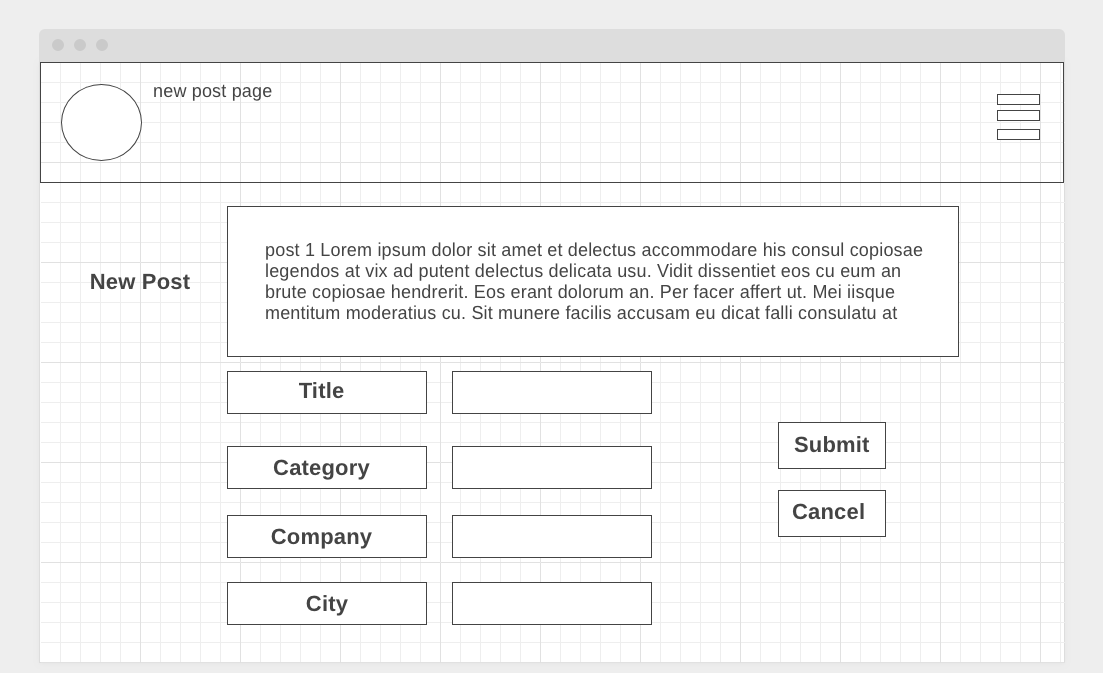 new post page
New Post
post 1 Lorem ipsum dolor sit amet et delectus accommodare his consul copiosae
legendos at vix ad putent delectus delicata usu. Vidit dissentiet eos cu eum an
brute copiosae hendrerit. Eos erant dolorum an. Per facer affert ut. Mei iisque
mentitum moderatius cu. Sit munere facilis accusam eu dicat falli consulatu at
Title
Category
Company
City
Submit
Cancel